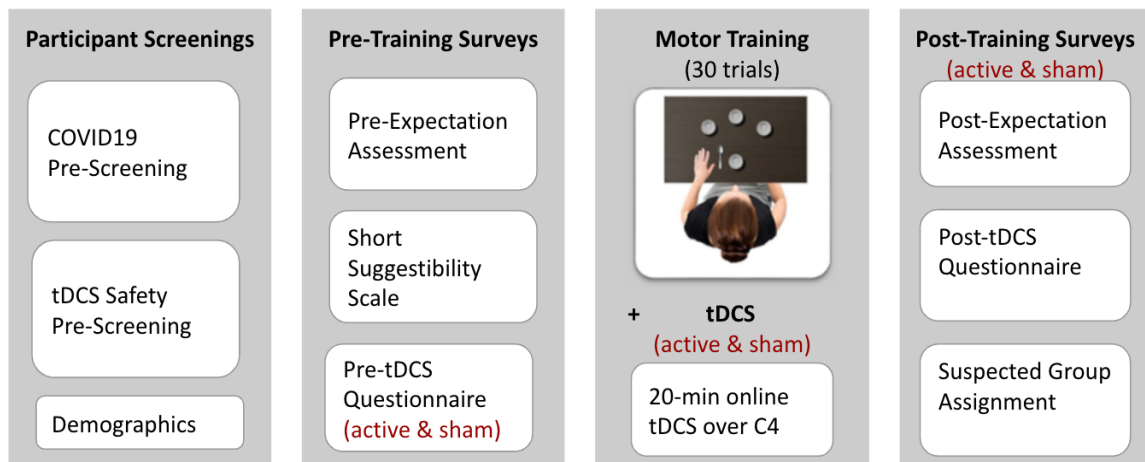 Participant Screenings
COVID19
Pre-Screening
tDCS Safety
Pre-Screening
Demographics
Pre-Training Surveys
Pre-Expectation
Assessment
Short
Suggestibility
Scale
Pre-tDCS
Questionnaire
(active & sham)
Motor Training
(30 trials)
+ tDCS
(active & sham)
20-min online
tDCS over C4
Post-Training Surveys
(active & sham)
Post-Expectation
Assessment
Post-tDCS
Questionnaire
Suspected Group
Assignment